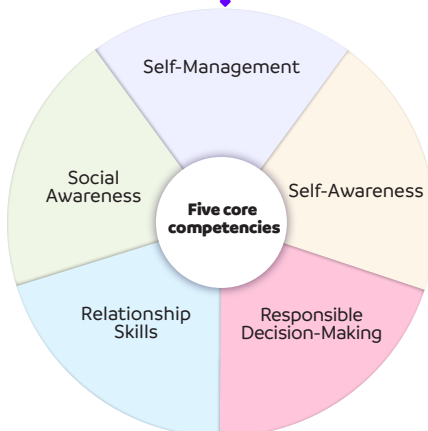 Self-Management
Social
Awareness
Self-Awareness
Five core
competencies
Relationship
Skills
Responsible
Decision-Making